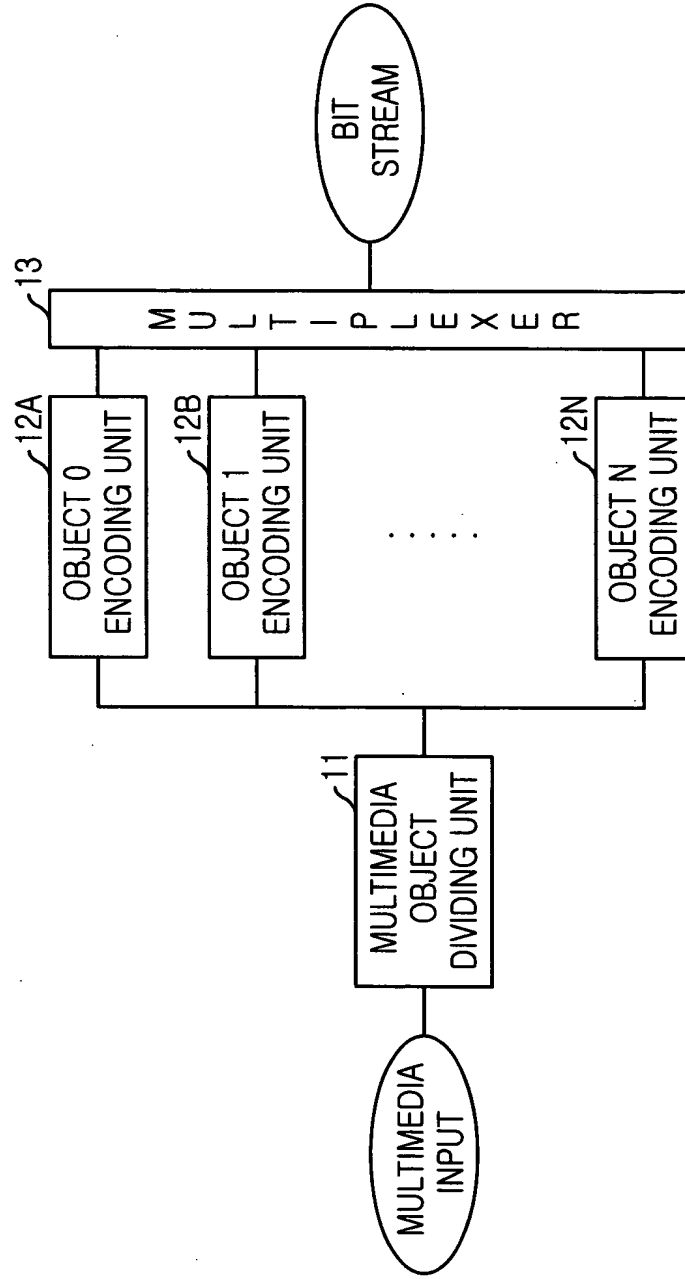 MULTIMEDIA
INPUT
11
MULTIMEDIA
OBJECT
DIVIDING UNIT
12A
OBJECT 0
ENCODING UNIT
12B
OBJECT 1
ENCODING UNIT
. . . . .
12N
OBJECT N
ENCODING UNIT
13
MULTIPLEXER
BIT
STREAM